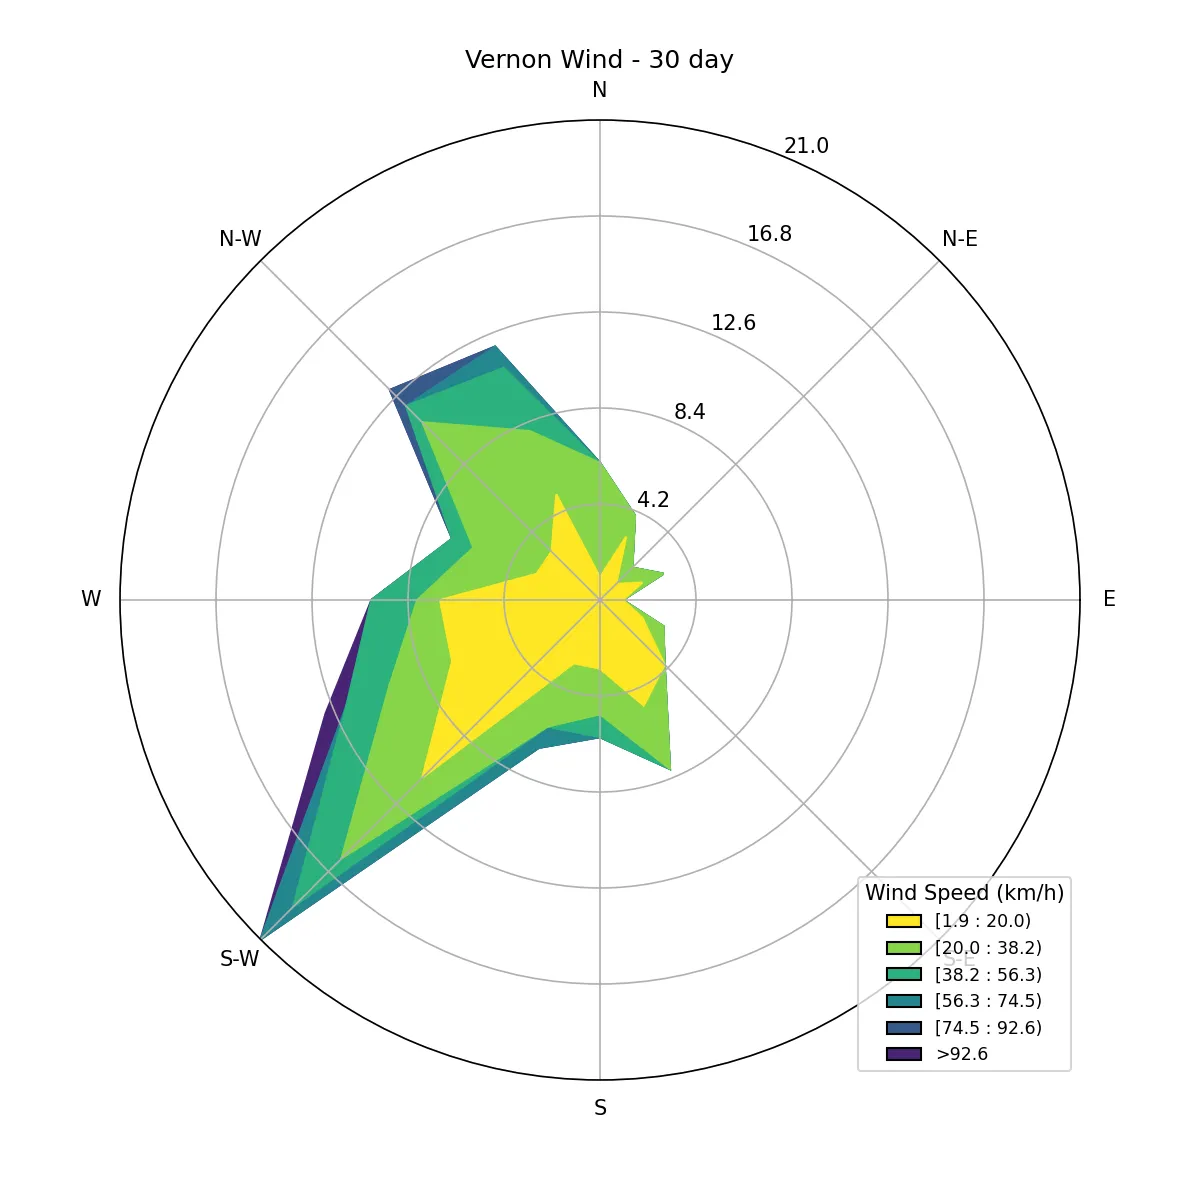 Vernon Wind - 30 day
N
21.0
16.8
N-W
N-E
12.6
8.4
4.2
W
E
Wind Speed (km/h)
[1.9 : 20.0)
[20.0 : 38.2)
S-W
S-E
[38.2 : 56.3)
[56.3 : 74.5)
[74.5 : 92.6)
>92.6
S